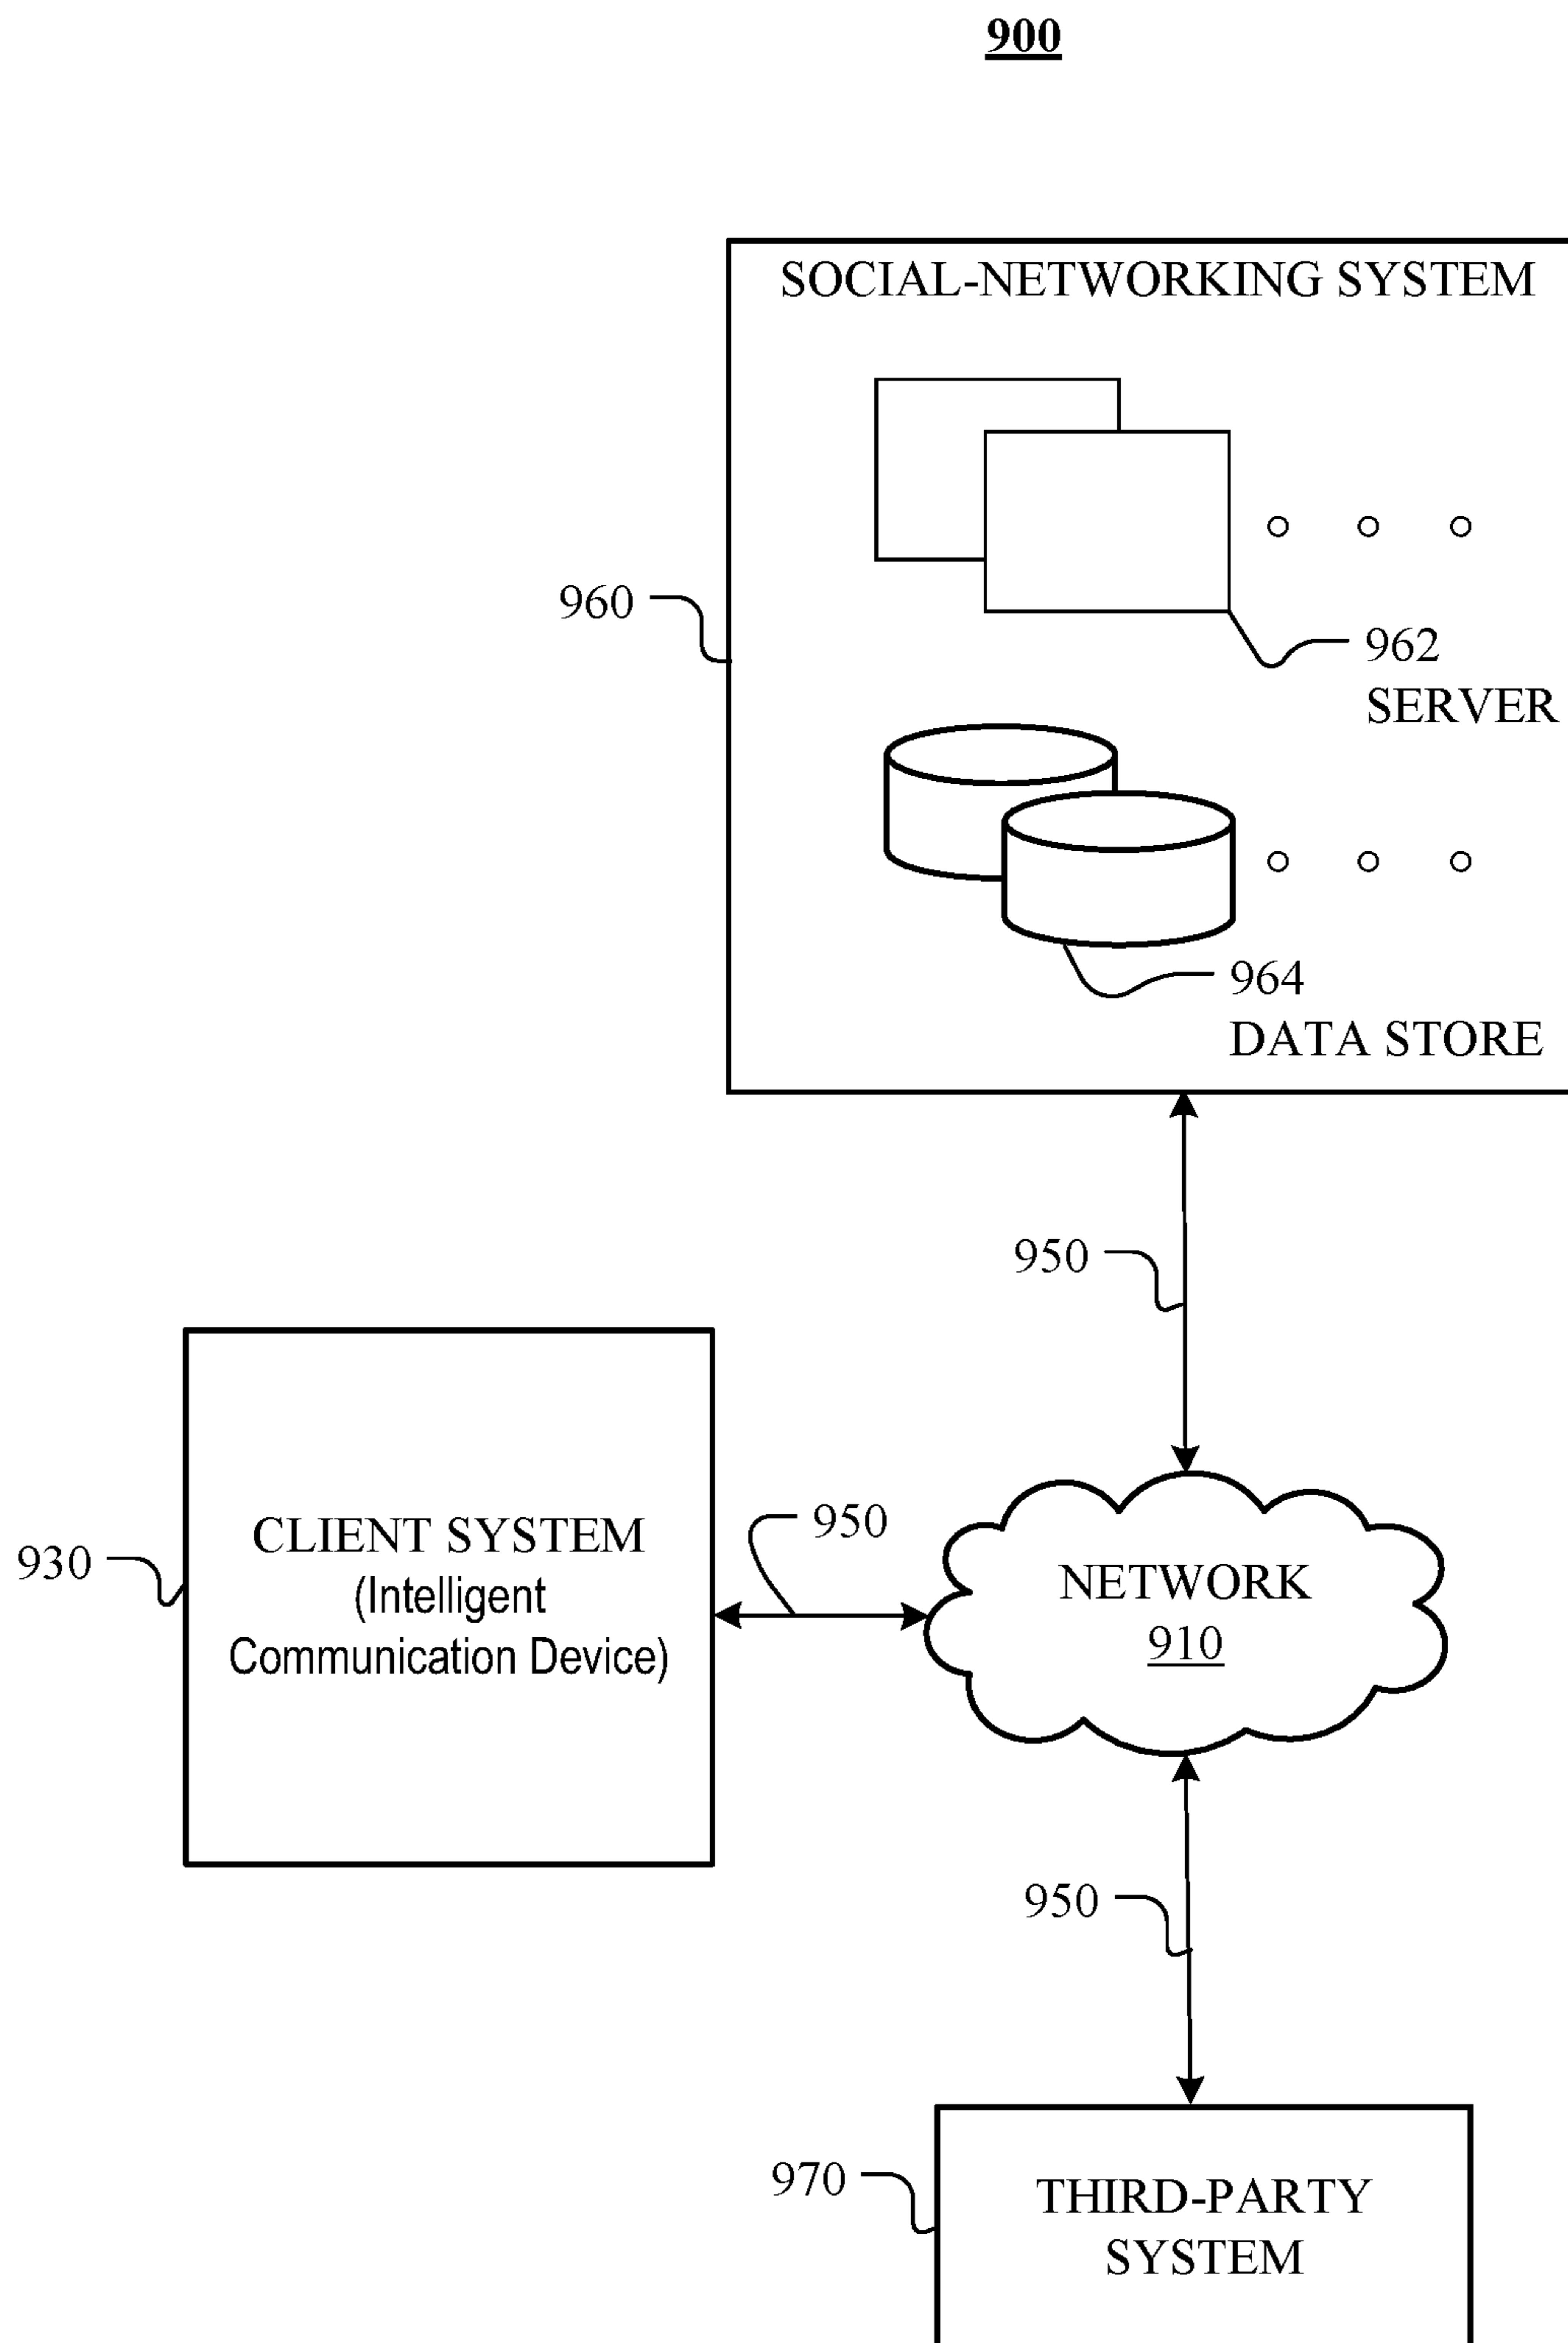 900
SOCIAL-NETWORKING SYSTEM
960
962
SERVER
964
DATA STORE
950
930
CLIENT SYSTEM
(Intelligent
Communication Device)
950
NETWORK
910
950
970
THIRD-PARTY
SYSTEM